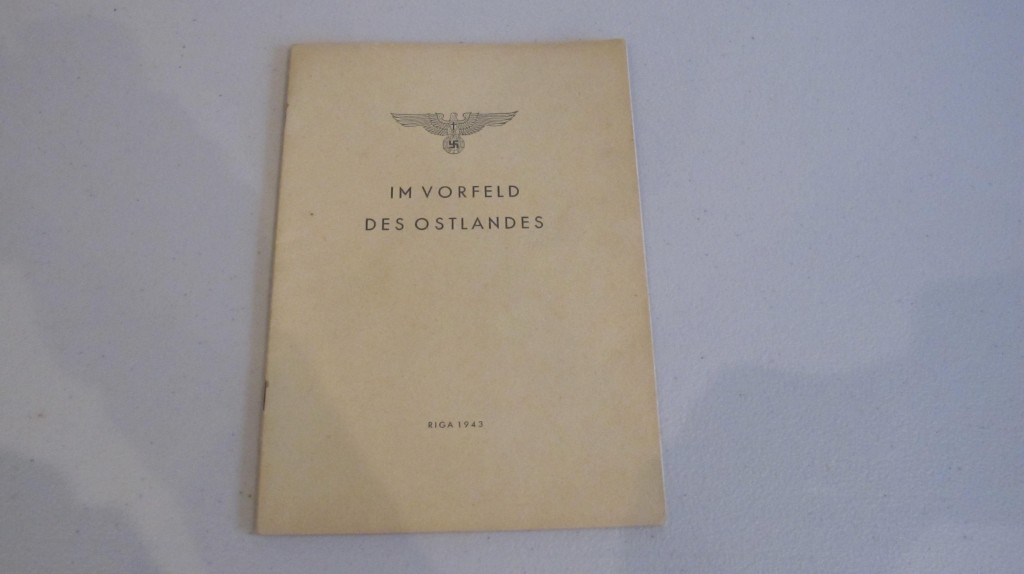 IM VORFELD
DES OSTLANDES
RIGA 1943